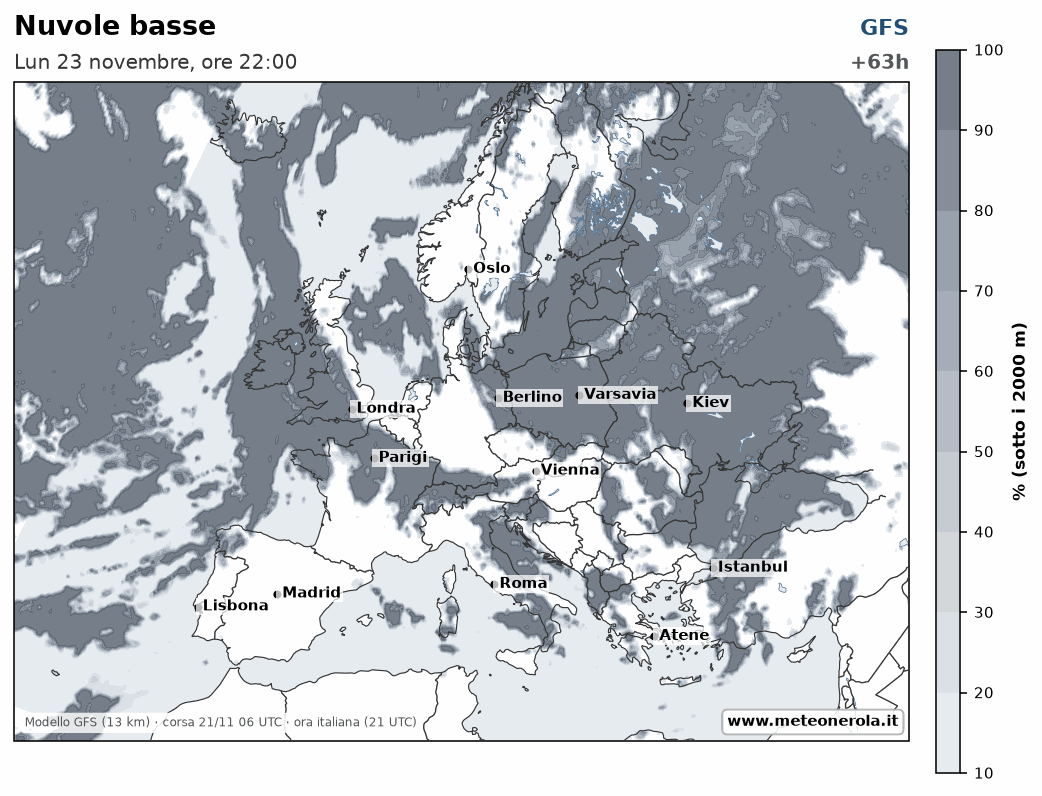 Nuvole basse
GFS
Lun 23 novembre, ore 22:00
+63h
100
90
80
70
60
50
40
30
20
10
% (sotto i 2000 m)
Oslo
Londra
Berlino
Varsavia
Kiev
Parigi
Vienna
Istanbul
Roma
Madrid
Lisbona
Atene
Modello GFS (13 km) · corsa 21/11 06 UTC · ora italiana (21 UTC)
www.meteonerola.it